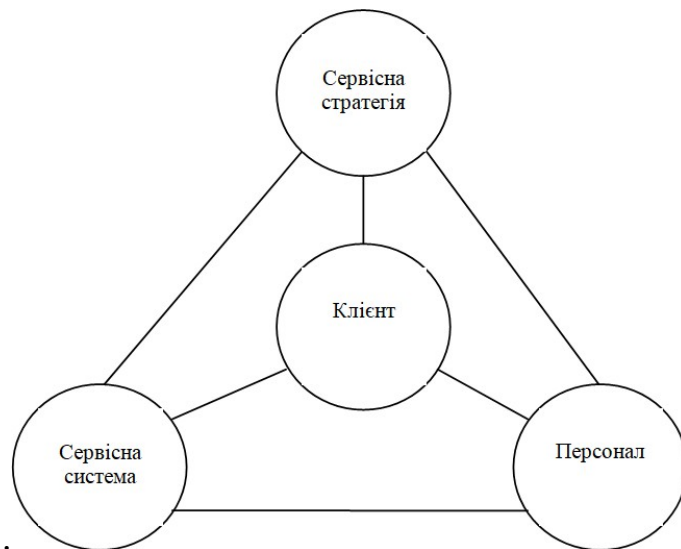 Сервісна
стратегія
Клієнт
Сервісна
система
Персонал